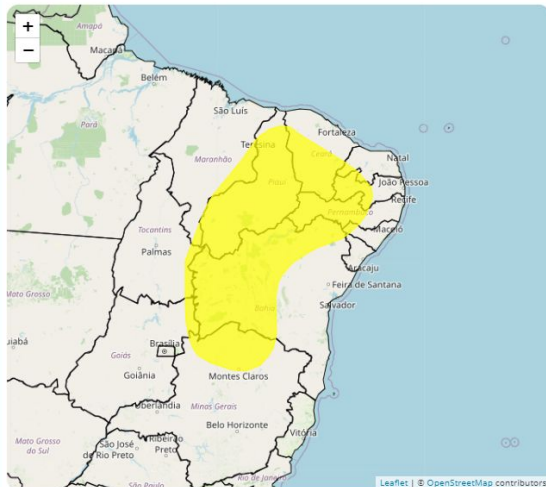 +
−
Amapá
Macapá
Belém
São Luís
Pará
Fortaleza
Teresina
Ceará
Maranhão
Natal
Piauí
João Pessoa
Recife
Pernambuco
Maceió
Tocantins
Palmas
Aracaju
Feira de Santana
Mato Grosso
Bahia
Salvador
Brasília
Goiás
Goiânia
Montes Claros
Uberlândia
Minas Gerais
Belo Horizonte
Mato Grosso
do Sul
São José
do Rio Preto
Ribeirão
Preto
Vitória
Rio de Janeiro
São Paulo
Leaflet | © OpenStreetMap contributors